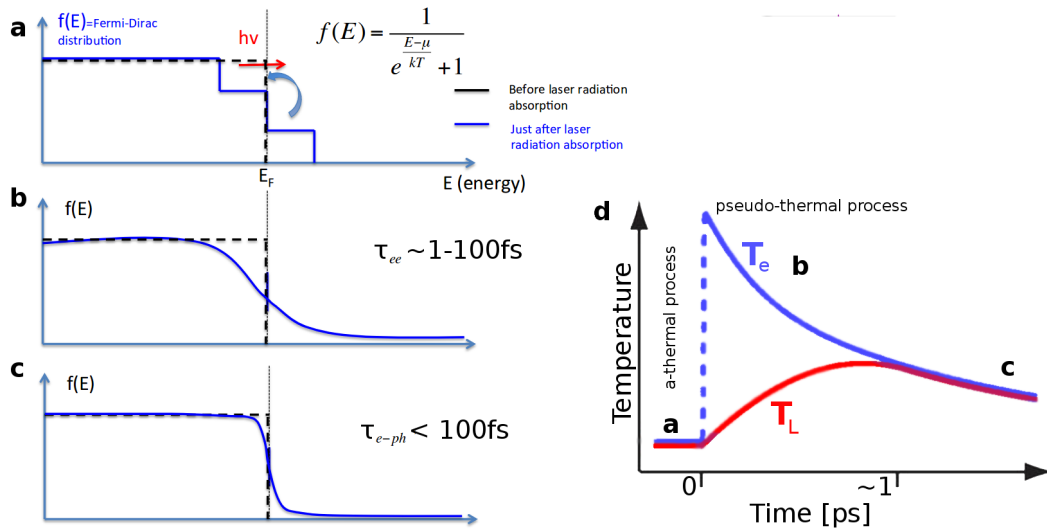 a
f(E)=Fermi-Dirac
distribution
hν
f(E) = 1 / (e^((E−μ)/kT) + 1)
Before laser radiation
absorption
Just after laser
radiation absorption
E_F
E (energy)
b
f(E)
τ_ee ~1-100fs
c
f(E)
τ_e−ph < 100fs
d
pseudo-thermal process
Temperature
a-thermal process
T_e
b
c
a
T_L
0
~1
Time [ps]